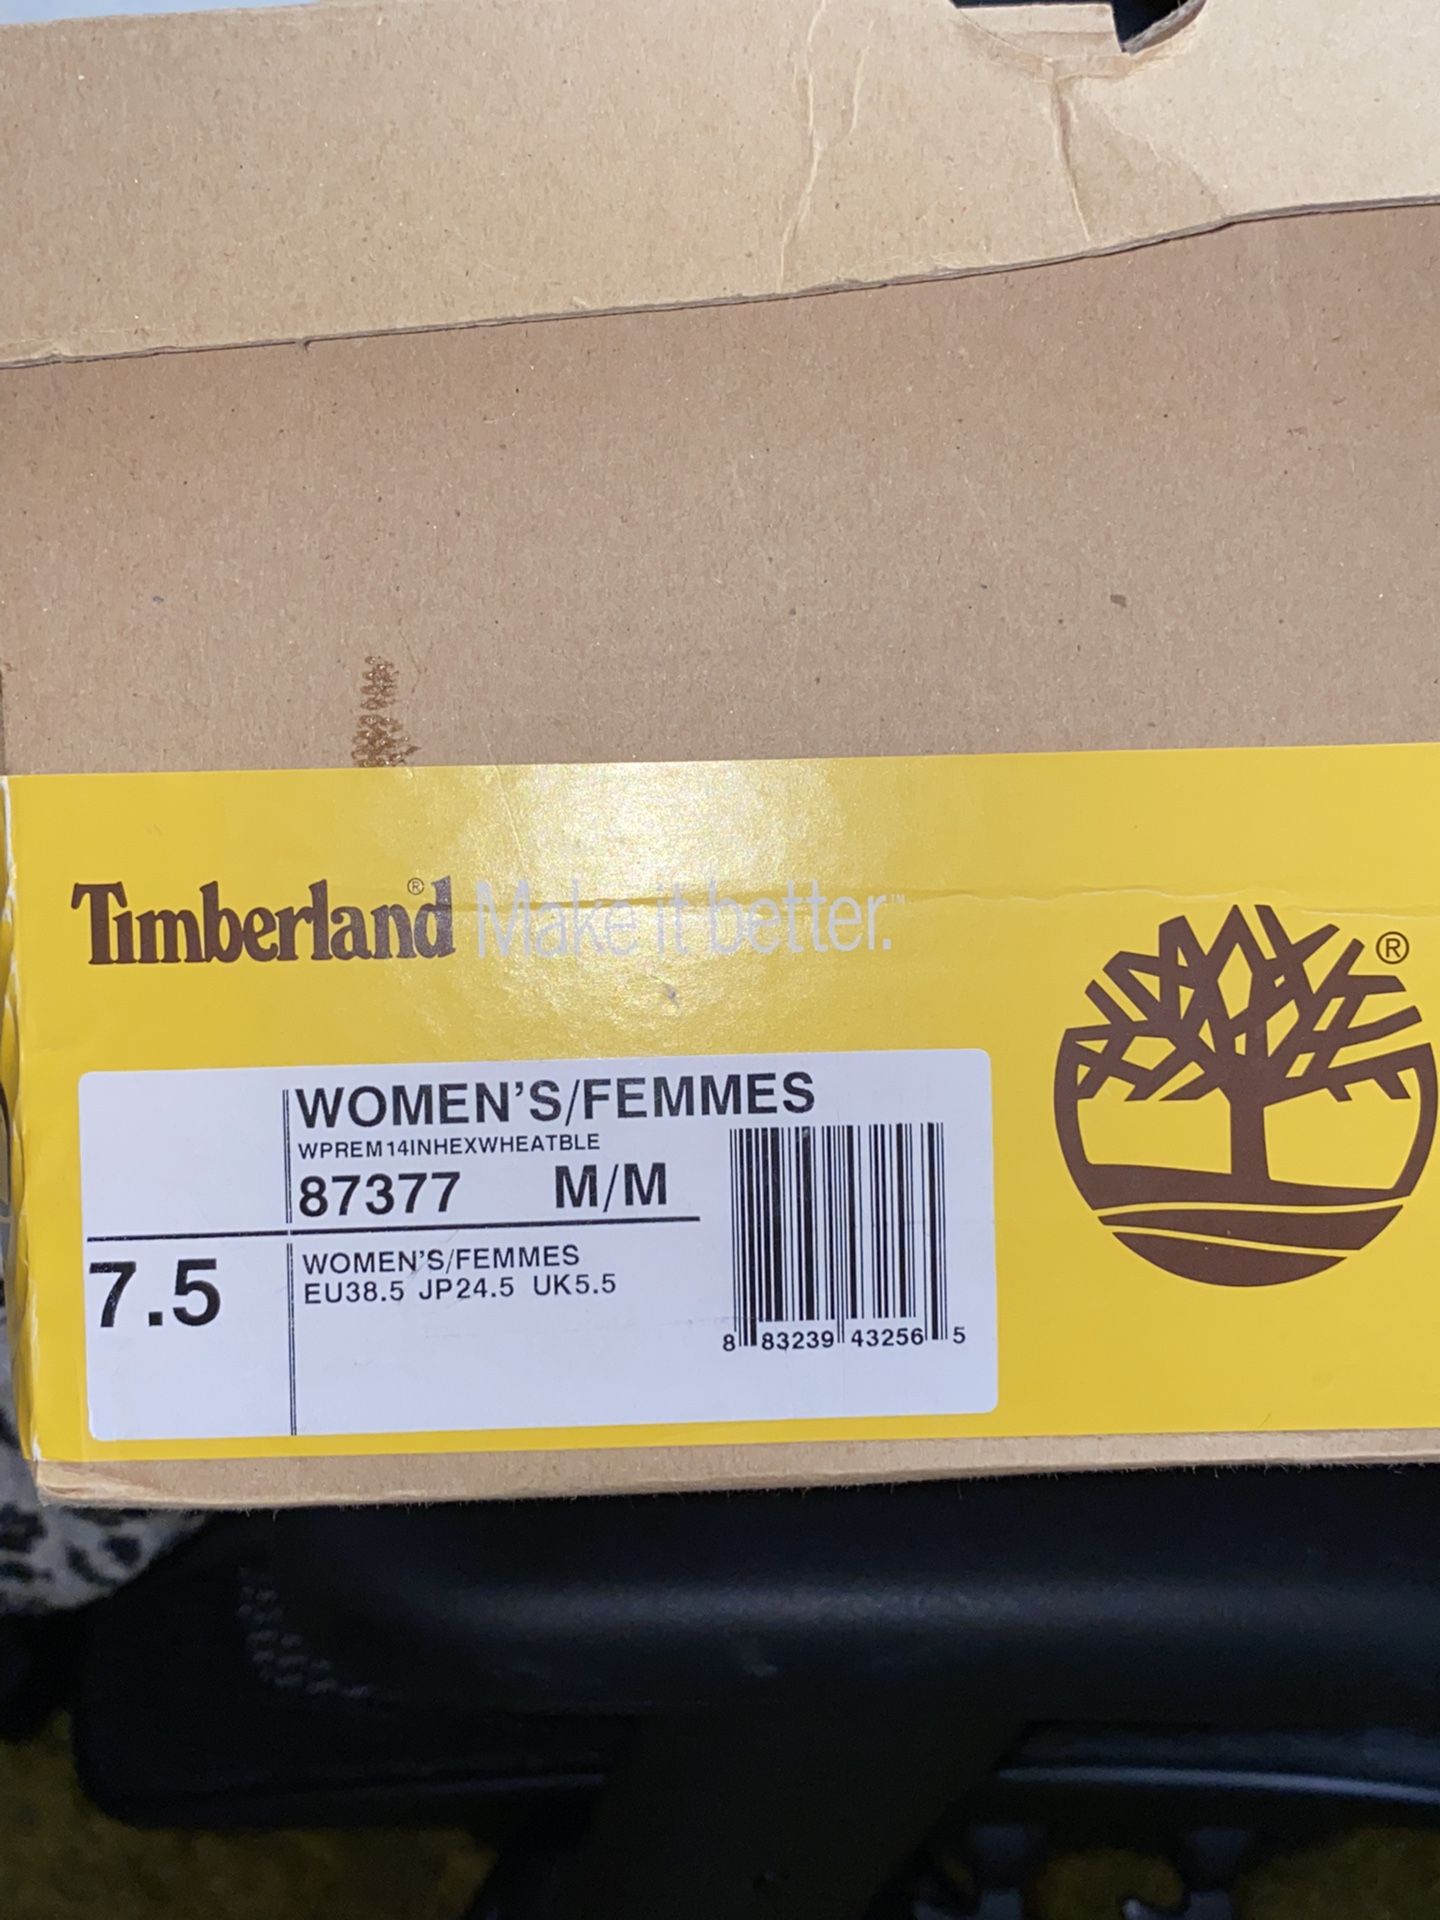 Timberland® Make it better.™
®
WOMEN'S/FEMMES
WPREM14INHEXWHEATBLE
87377 M/M
7.5
WOMEN'S/FEMMES
EU38.5 JP24.5 UK5.5
8 83239 43256 5